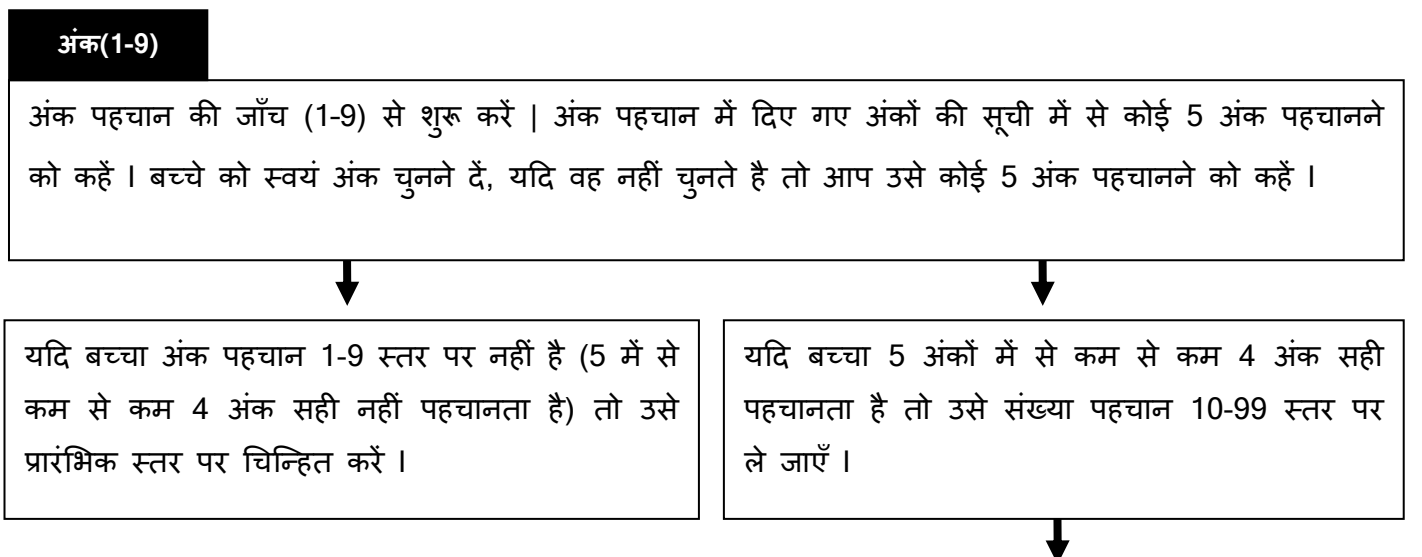 अंक(1-9)
अंक पहचान की जाँच (1-9) से शुरू करें | अंक पहचान में दिए गए अंकों की सूची में से कोई 5 अंक पहचानने
को कहें । बच्चे को स्वयं अंक चुनने दें, यदि वह नहीं चुनते है तो आप उसे कोई 5 अंक पहचानने को कहें ।
यदि बच्चा अंक पहचान 1-9 स्तर पर नहीं है (5 में से
कम से कम 4 अंक सही नहीं पहचानता है) तो उसे
प्रारंभिक स्तर पर चिन्हित करें ।
यदि बच्चा 5 अंकों में से कम से कम 4 अंक सही
पहचानता है तो उसे संख्या पहचान 10-99 स्तर पर
ले जाएँ ।